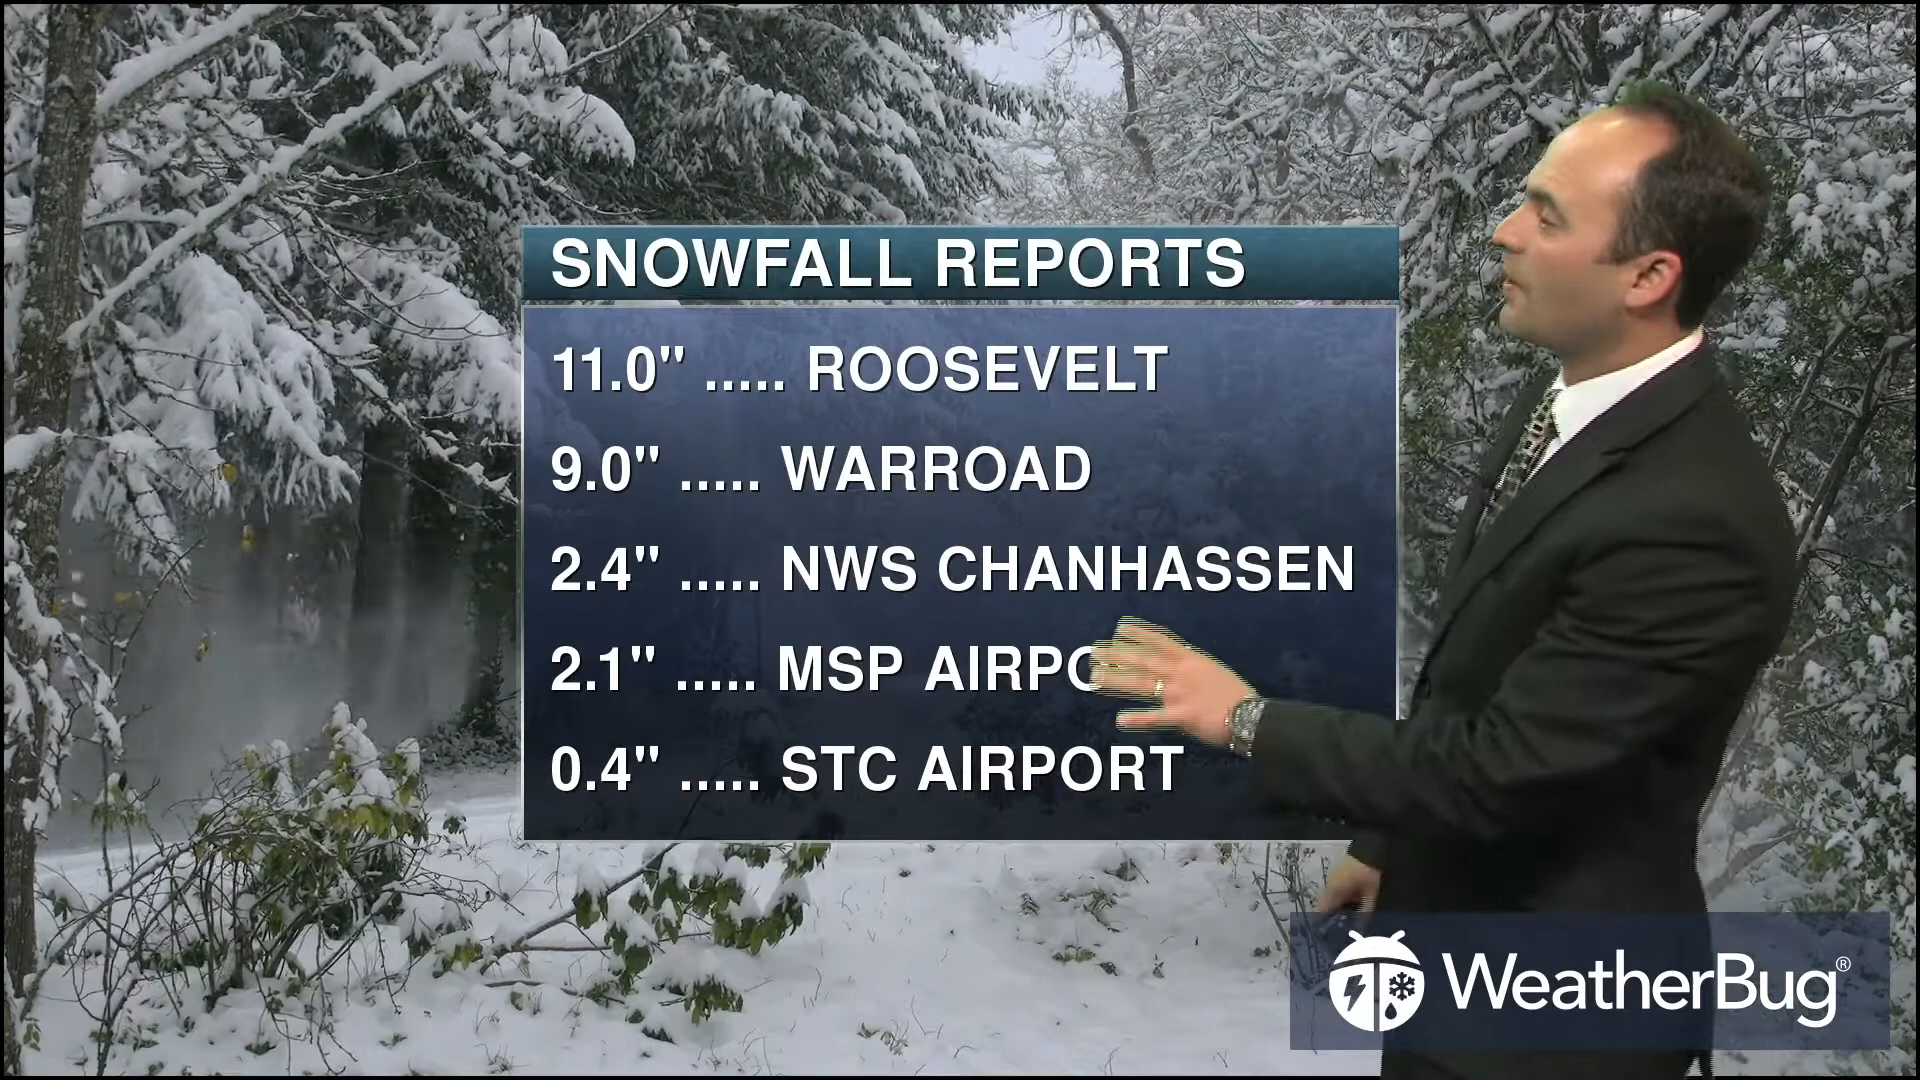 SNOWFALL REPORTS
11.0" ..... ROOSEVELT
9.0" ..... WARROAD
2.4" ..... NWS CHANHASSEN
2.1" ..... MSP
0.4" ..... STC AIRPORT
WeatherBug®